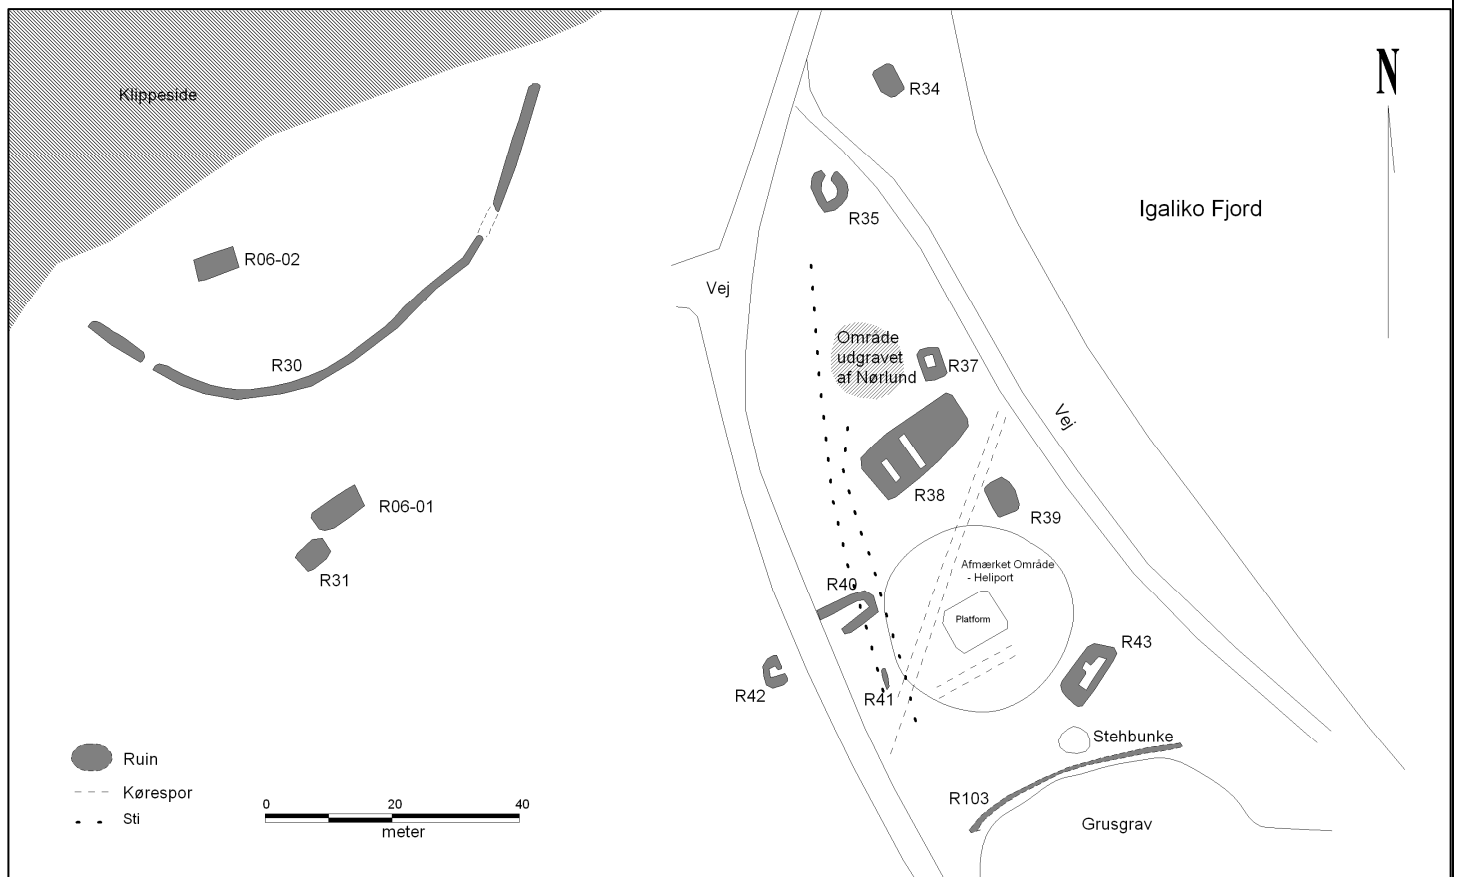 Klippeside
N
R34
Igaliko Fjord
R35
R06-02
Vej
Område
udgravet
af Nørlund
R37
R30
Vej
R38
R06-01
R39
R31
Afmærket Område
- Heliport
R40
Platform
R43
R42
R41
Stehbunke
Ruin
Kørespor
R103
0 20 40
Sti
meter
Grusgrav